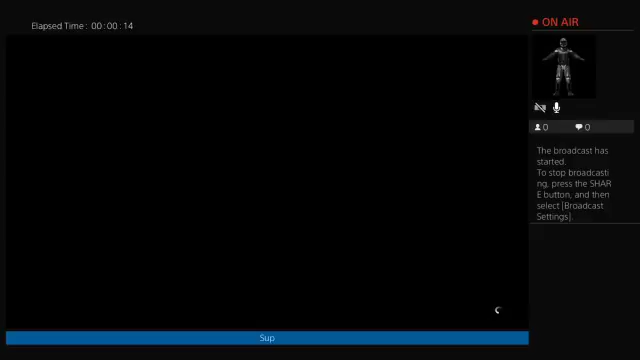 Elapsed Time : 00:00:14
ON AIR
0
0
The broadcast has
started.
To stop broadcasti
ng, press the SHAR
E button, and then
select [Broadcast
Settings].
Sup